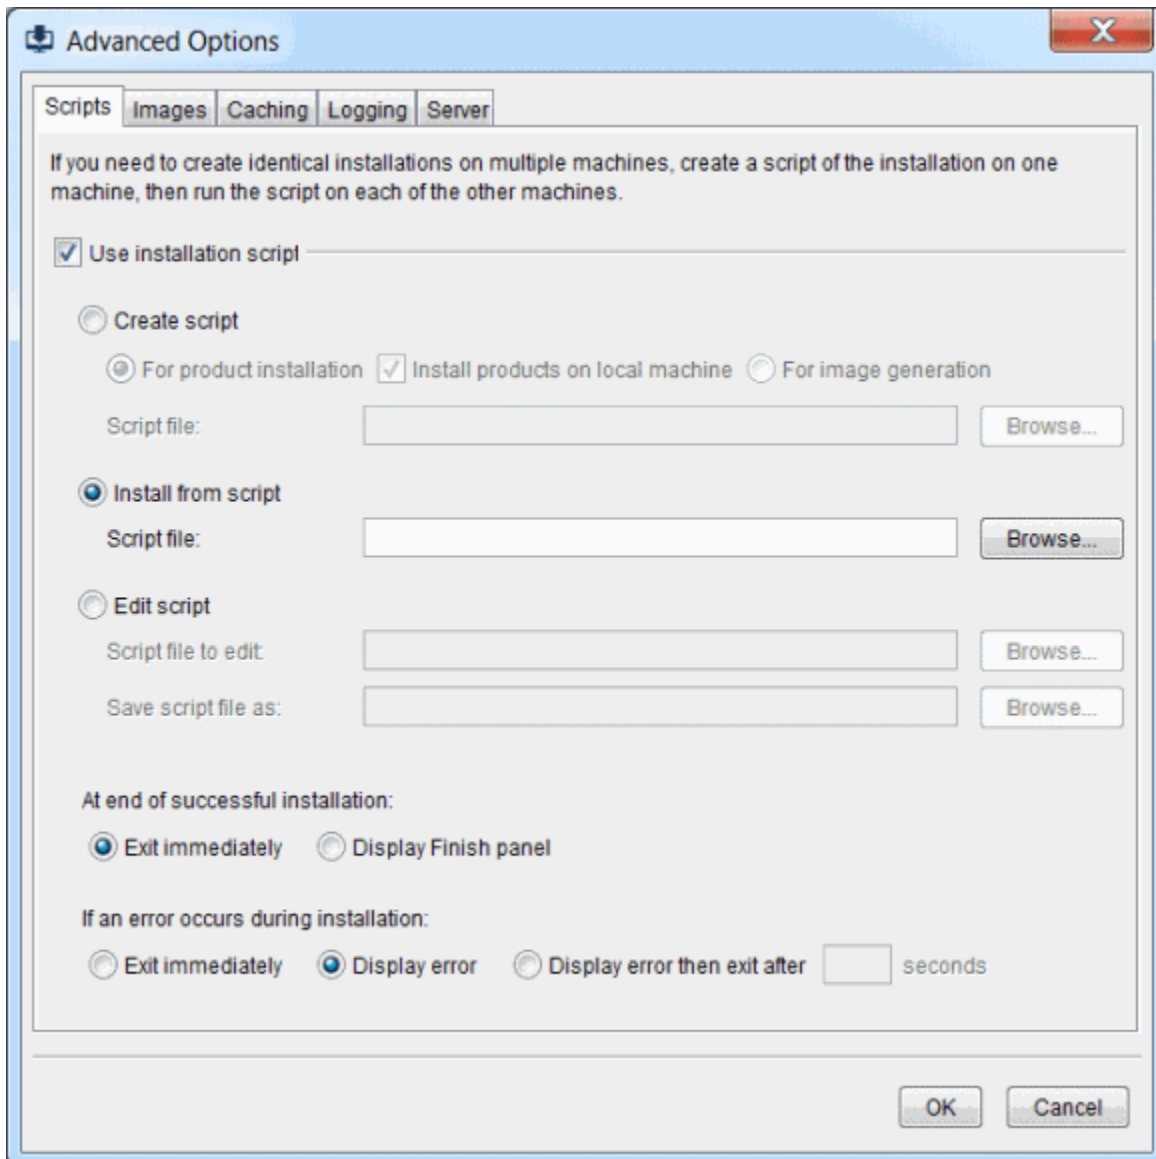 Advanced Options
Scripts Images Caching Logging Server
If you need to create identical installations on multiple machines, create a script of the installation on one
machine, then run the script on each of the other machines.
Use installation script
Create script
For product installation Install products on local machine For image generation
Script file: Browse...
Install from script
Script file: Browse...
Edit script
Script file to edit: Browse...
Save script file as: Browse...
At end of successful installation:
Exit immediately Display Finish panel
If an error occurs during installation:
Exit immediately Display error Display error then exit after seconds
OK Cancel